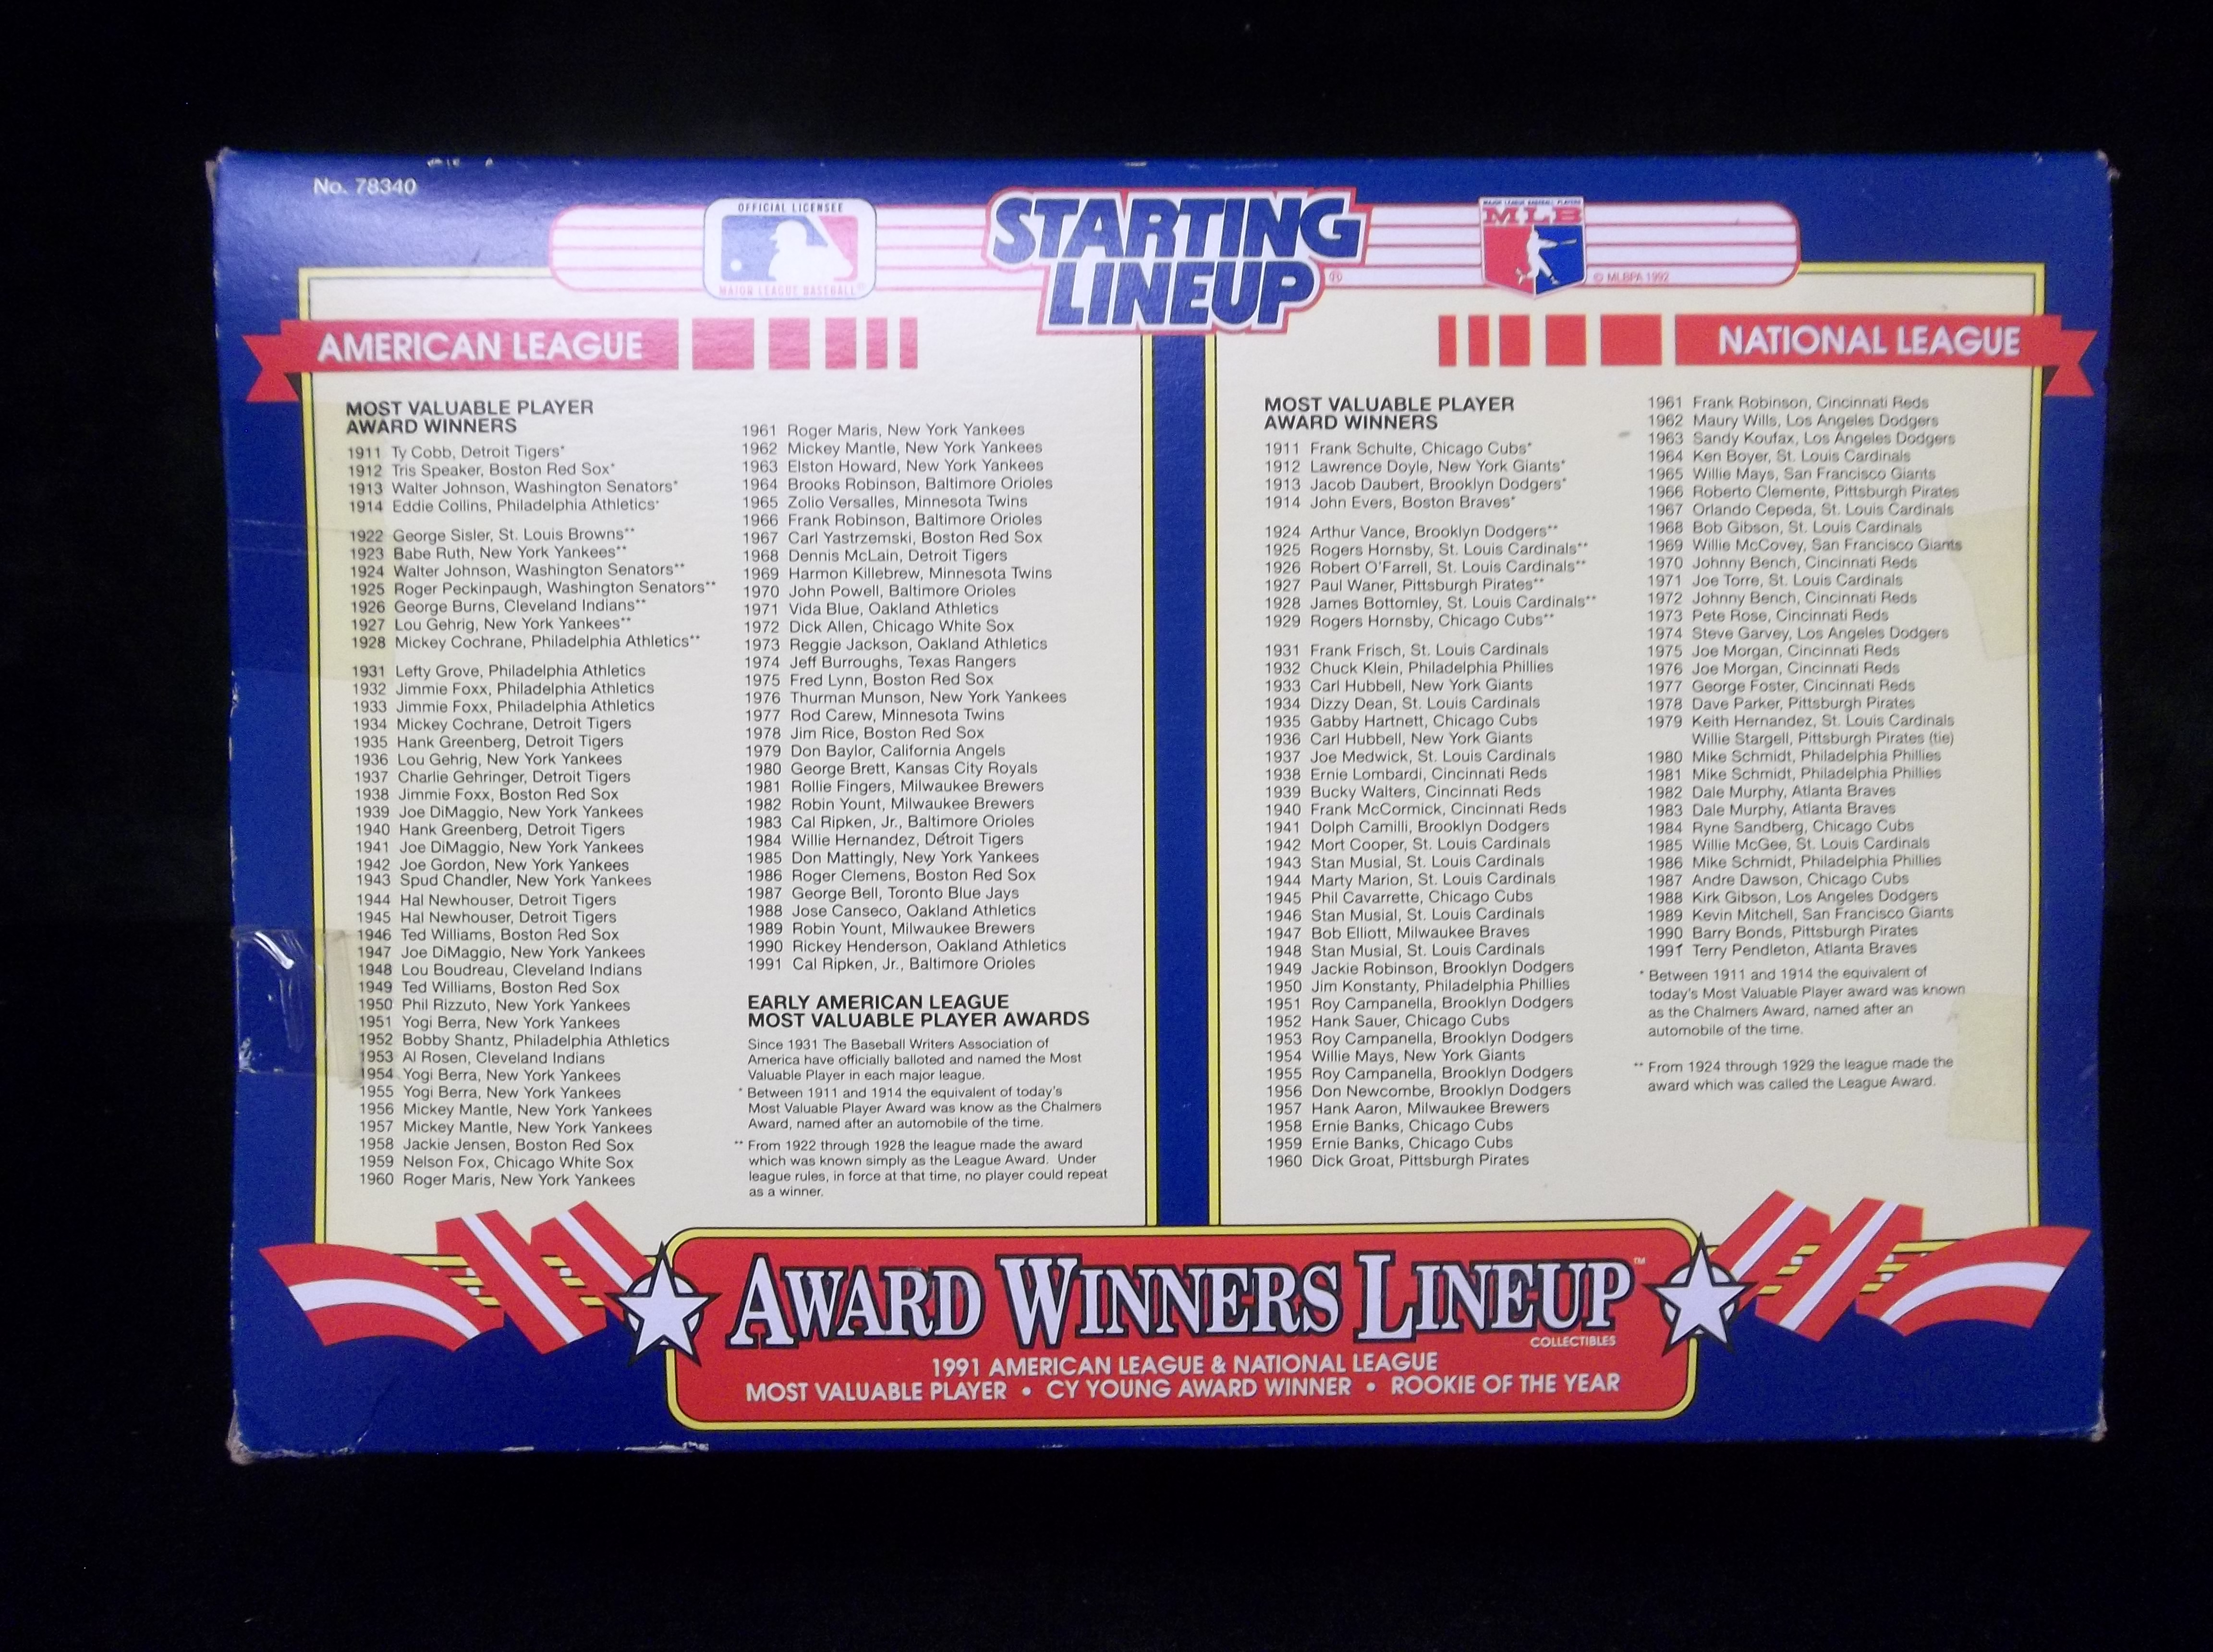 No. 78340
OFFICIAL LICENSEE
MAJOR LEAGUE BASEBALL
STARTING
LINEUP®
MAJOR LEAGUE BASEBALL PLAYERS
MLB
© MLBPA 1992
AMERICAN LEAGUE
MOST VALUABLE PLAYER
AWARD WINNERS
1911 Ty Cobb, Detroit Tigers*
1912 Tris Speaker, Boston Red Sox*
1913 Walter Johnson, Washington Senators*
1914 Eddie Collins, Philadelphia Athletics*
1922 George Sisler, St. Louis Browns**
1923 Babe Ruth, New York Yankees**
1924 Walter Johnson, Washington Senators**
1925 Roger Peckinpaugh, Washington Senators**
1926 George Burns, Cleveland Indians**
1927 Lou Gehrig, New York Yankees**
1928 Mickey Cochrane, Philadelphia Athletics**
1931 Lefty Grove, Philadelphia Athletics
1932 Jimmie Foxx, Philadelphia Athletics
1933 Jimmie Foxx, Philadelphia Athletics
1934 Mickey Cochrane, Detroit Tigers
1935 Hank Greenberg, Detroit Tigers
1936 Lou Gehrig, New York Yankees
1937 Charlie Gehringer, Detroit Tigers
1938 Jimmie Foxx, Boston Red Sox
1939 Joe DiMaggio, New York Yankees
1940 Hank Greenberg, Detroit Tigers
1941 Joe DiMaggio, New York Yankees
1942 Joe Gordon, New York Yankees
1943 Spud Chandler, New York Yankees
1944 Hal Newhouser, Detroit Tigers
1945 Hal Newhouser, Detroit Tigers
1946 Ted Williams, Boston Red Sox
1947 Joe DiMaggio, New York Yankees
1948 Lou Boudreau, Cleveland Indians
1949 Ted Williams, Boston Red Sox
1950 Phil Rizzuto, New York Yankees
1951 Yogi Berra, New York Yankees
1952 Bobby Shantz, Philadelphia Athletics
1953 Al Rosen, Cleveland Indians
1954 Yogi Berra, New York Yankees
1955 Yogi Berra, New York Yankees
1956 Mickey Mantle, New York Yankees
1957 Mickey Mantle, New York Yankees
1958 Jackie Jensen, Boston Red Sox
1959 Nelson Fox, Chicago White Sox
1960 Roger Maris, New York Yankees
1961 Roger Maris, New York Yankees
1962 Mickey Mantle, New York Yankees
1963 Elston Howard, New York Yankees
1964 Brooks Robinson, Baltimore Orioles
1965 Zolio Versalles, Minnesota Twins
1966 Frank Robinson, Baltimore Orioles
1967 Carl Yastrzemski, Boston Red Sox
1968 Dennis McLain, Detroit Tigers
1969 Harmon Killebrew, Minnesota Twins
1970 John Powell, Baltimore Orioles
1971 Vida Blue, Oakland Athletics
1972 Dick Allen, Chicago White Sox
1973 Reggie Jackson, Oakland Athletics
1974 Jeff Burroughs, Texas Rangers
1975 Fred Lynn, Boston Red Sox
1976 Thurman Munson, New York Yankees
1977 Rod Carew, Minnesota Twins
1978 Jim Rice, Boston Red Sox
1979 Don Baylor, California Angels
1980 George Brett, Kansas City Royals
1981 Rollie Fingers, Milwaukee Brewers
1982 Robin Yount, Milwaukee Brewers
1983 Cal Ripken, Jr., Baltimore Orioles
1984 Willie Hernandez, Detroit Tigers
1985 Don Mattingly, New York Yankees
1986 Roger Clemens, Boston Red Sox
1987 George Bell, Toronto Blue Jays
1988 Jose Canseco, Oakland Athletics
1989 Robin Yount, Milwaukee Brewers
1990 Rickey Henderson, Oakland Athletics
1991 Cal Ripken, Jr., Baltimore Orioles
EARLY AMERICAN LEAGUE
MOST VALUABLE PLAYER AWARDS
Since 1931 The Baseball Writers Association of
America have officially balloted and named the Most
Valuable Player in each major league.
* Between 1911 and 1914 the equivalent of today's
Most Valuable Player Award was know as the Chalmers
Award, named after an automobile of the time.
** From 1922 through 1928 the league made the award
which was known simply as the League Award. Under
league rules, in force at that time, no player could repeat
as a winner.
NATIONAL LEAGUE
MOST VALUABLE PLAYER
AWARD WINNERS
1911 Frank Schulte, Chicago Cubs*
1912 Lawrence Doyle, New York Giants*
1913 Jacob Daubert, Brooklyn Dodgers*
1914 John Evers, Boston Braves*
1924 Arthur Vance, Brooklyn Dodgers**
1925 Rogers Hornsby, St. Louis Cardinals**
1926 Robert O'Farrell, St. Louis Cardinals**
1927 Paul Waner, Pittsburgh Pirates**
1928 James Bottomley, St. Louis Cardinals**
1929 Rogers Hornsby, Chicago Cubs**
1931 Frank Frisch, St. Louis Cardinals
1932 Chuck Klein, Philadelphia Phillies
1933 Carl Hubbell, New York Giants
1934 Dizzy Dean, St. Louis Cardinals
1935 Gabby Hartnett, Chicago Cubs
1936 Carl Hubbell, New York Giants
1937 Joe Medwick, St. Louis Cardinals
1938 Ernie Lombardi, Cincinnati Reds
1939 Bucky Walters, Cincinnati Reds
1940 Frank McCormick, Cincinnati Reds
1941 Dolph Camilli, Brooklyn Dodgers
1942 Mort Cooper, St. Louis Cardinals
1943 Stan Musial, St. Louis Cardinals
1944 Marty Marion, St. Louis Cardinals
1945 Phil Cavarrette, Chicago Cubs
1946 Stan Musial, St. Louis Cardinals
1947 Bob Elliott, Milwaukee Braves
1948 Stan Musial, St. Louis Cardinals
1949 Jackie Robinson, Brooklyn Dodgers
1950 Jim Konstanty, Philadelphia Phillies
1951 Roy Campanella, Brooklyn Dodgers
1952 Hank Sauer, Chicago Cubs
1953 Roy Campanella, Brooklyn Dodgers
1954 Willie Mays, New York Giants
1955 Roy Campanella, Brooklyn Dodgers
1956 Don Newcombe, Brooklyn Dodgers
1957 Hank Aaron, Milwaukee Brewers
1958 Ernie Banks, Chicago Cubs
1959 Ernie Banks, Chicago Cubs
1960 Dick Groat, Pittsburgh Pirates
1961 Frank Robinson, Cincinnati Reds
1962 Maury Wills, Los Angeles Dodgers
1963 Sandy Koufax, Los Angeles Dodgers
1964 Ken Boyer, St. Louis Cardinals
1965 Willie Mays, San Francisco Giants
1966 Roberto Clemente, Pittsburgh Pirates
1967 Orlando Cepeda, St. Louis Cardinals
1968 Bob Gibson, St. Louis Cardinals
1969 Willie McCovey, San Francisco Giants
1970 Johnny Bench, Cincinnati Reds
1971 Joe Torre, St. Louis Cardinals
1972 Johnny Bench, Cincinnati Reds
1973 Pete Rose, Cincinnati Reds
1974 Steve Garvey, Los Angeles Dodgers
1975 Joe Morgan, Cincinnati Reds
1976 Joe Morgan, Cincinnati Reds
1977 George Foster, Cincinnati Reds
1978 Dave Parker, Pittsburgh Pirates
1979 Keith Hernandez, St. Louis Cardinals
Willie Stargell, Pittsburgh Pirates (tie)
1980 Mike Schmidt, Philadelphia Phillies
1981 Mike Schmidt, Philadelphia Phillies
1982 Dale Murphy, Atlanta Braves
1983 Dale Murphy, Atlanta Braves
1984 Ryne Sandberg, Chicago Cubs
1985 Willie McGee, St. Louis Cardinals
1986 Mike Schmidt, Philadelphia Phillies
1987 Andre Dawson, Chicago Cubs
1988 Kirk Gibson, Los Angeles Dodgers
1989 Kevin Mitchell, San Francisco Giants
1990 Barry Bonds, Pittsburgh Pirates
1991 Terry Pendleton, Atlanta Braves
* Between 1911 and 1914 the equivalent of
today's Most Valuable Player award was known
as the Chalmers Award, named after an
automobile of the time.
** From 1924 through 1929 the league made the
award which was called the League Award.
AWARD WINNERS LINEUP™
COLLECTIBLES
1991 AMERICAN LEAGUE & NATIONAL LEAGUE
MOST VALUABLE PLAYER • CY YOUNG AWARD WINNER • ROOKIE OF THE YEAR